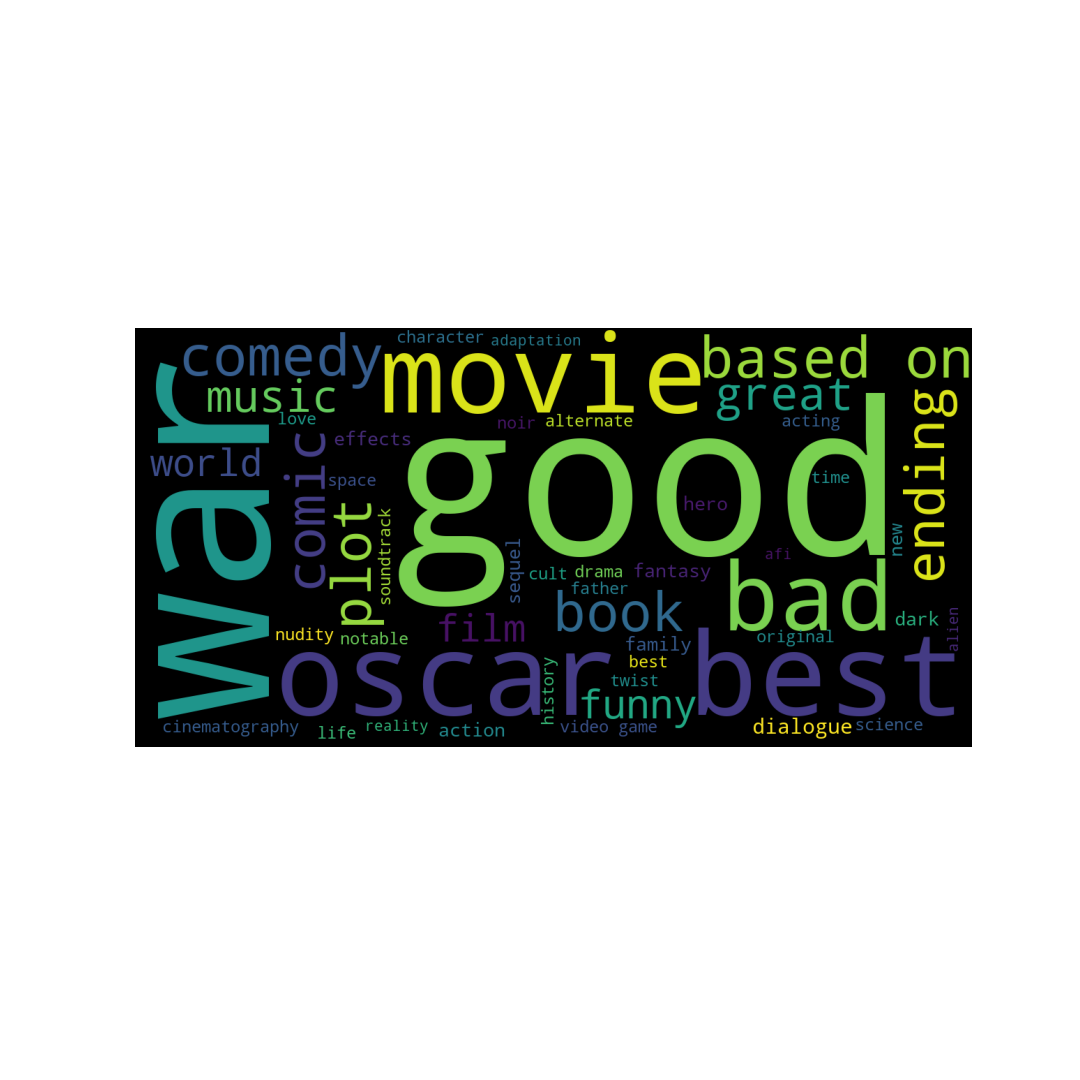 character
adaptation
comedy
movie
based on
music
great
love
noir
alternate
acting
war
world
comic
effects
good
ending
space
time
plot
soundtrack
hero
new
sequel
afi
cult
drama
fantasy
bad
father
book
dark
alien
nudity
notable
film
original
family
oscar best
best
history
twist
funny
cinematography
life
reality
action
video game
dialogue
science